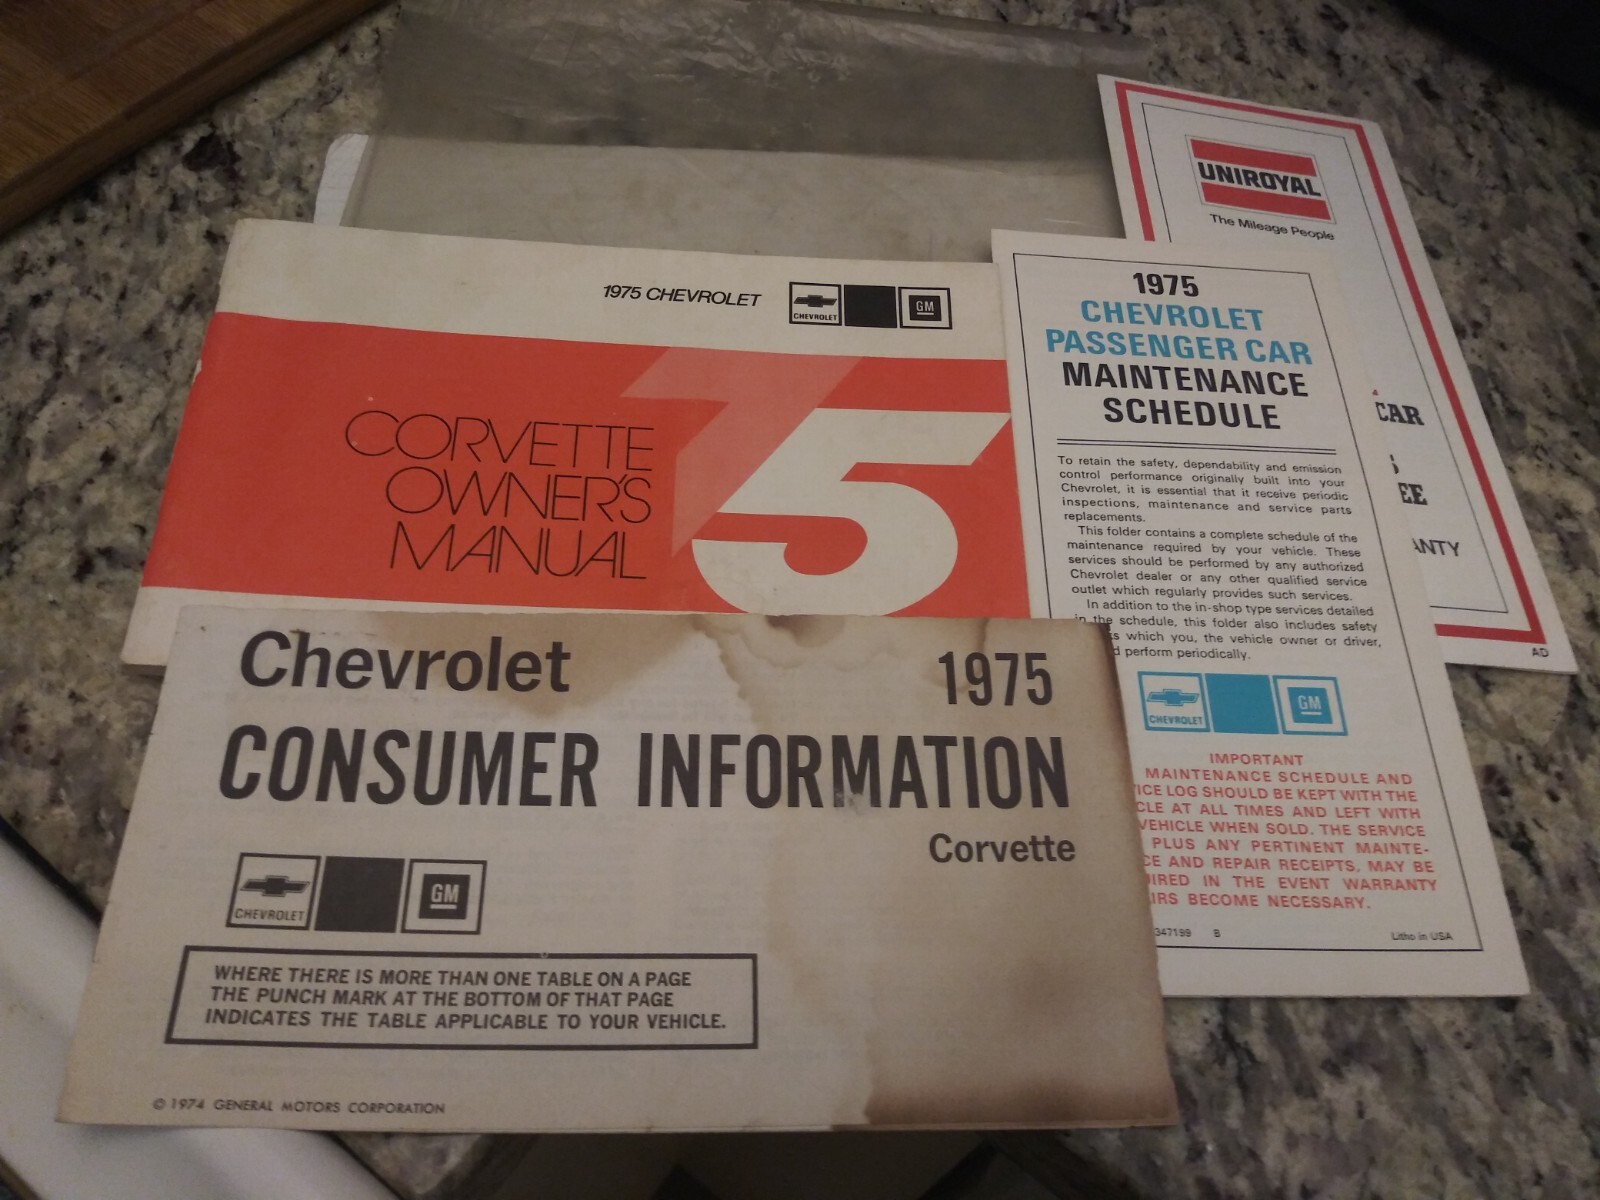 UNIROYAL
The Mileage People
CAR
ANTY
AD
1975 CHEVROLET
CHEVROLET
GM
75
CORVETTE
OWNER'S
MANUAL
1975
CHEVROLET
PASSENGER CAR
MAINTENANCE
SCHEDULE
To retain the safety, dependability and emission
control performance originally built into your
Chevrolet, it is essential that it receive periodic
inspections, maintenance and service parts
replacements.
This folder contains a complete schedule of the
maintenance required by your vehicle. These
services should be performed by any authorized
Chevrolet dealer or any other qualified service
outlet which regularly provides such services.
In addition to the in-shop type services detailed
in the schedule, this folder also includes safety
which you, the vehicle owner or driver,
perform periodically.
CHEVROLET
GM
IMPORTANT
MAINTENANCE SCHEDULE AND
ICE LOG SHOULD BE KEPT WITH THE
CLE AT ALL TIMES AND LEFT WITH
VEHICLE WHEN SOLD. THE SERVICE
PLUS ANY PERTINENT MAINTE-
CE AND REPAIR RECEIPTS, MAY BE
IRED IN THE EVENT WARRANTY
IRS BECOME NECESSARY.
347199 B
Litho in USA
Chevrolet 1975
CONSUMER INFORMATION
Corvette
CHEVROLET
GM
WHERE THERE IS MORE THAN ONE TABLE ON A PAGE
THE PUNCH MARK AT THE BOTTOM OF THAT PAGE
INDICATES THE TABLE APPLICABLE TO YOUR VEHICLE.
© 1974 GENERAL MOTORS CORPORATION